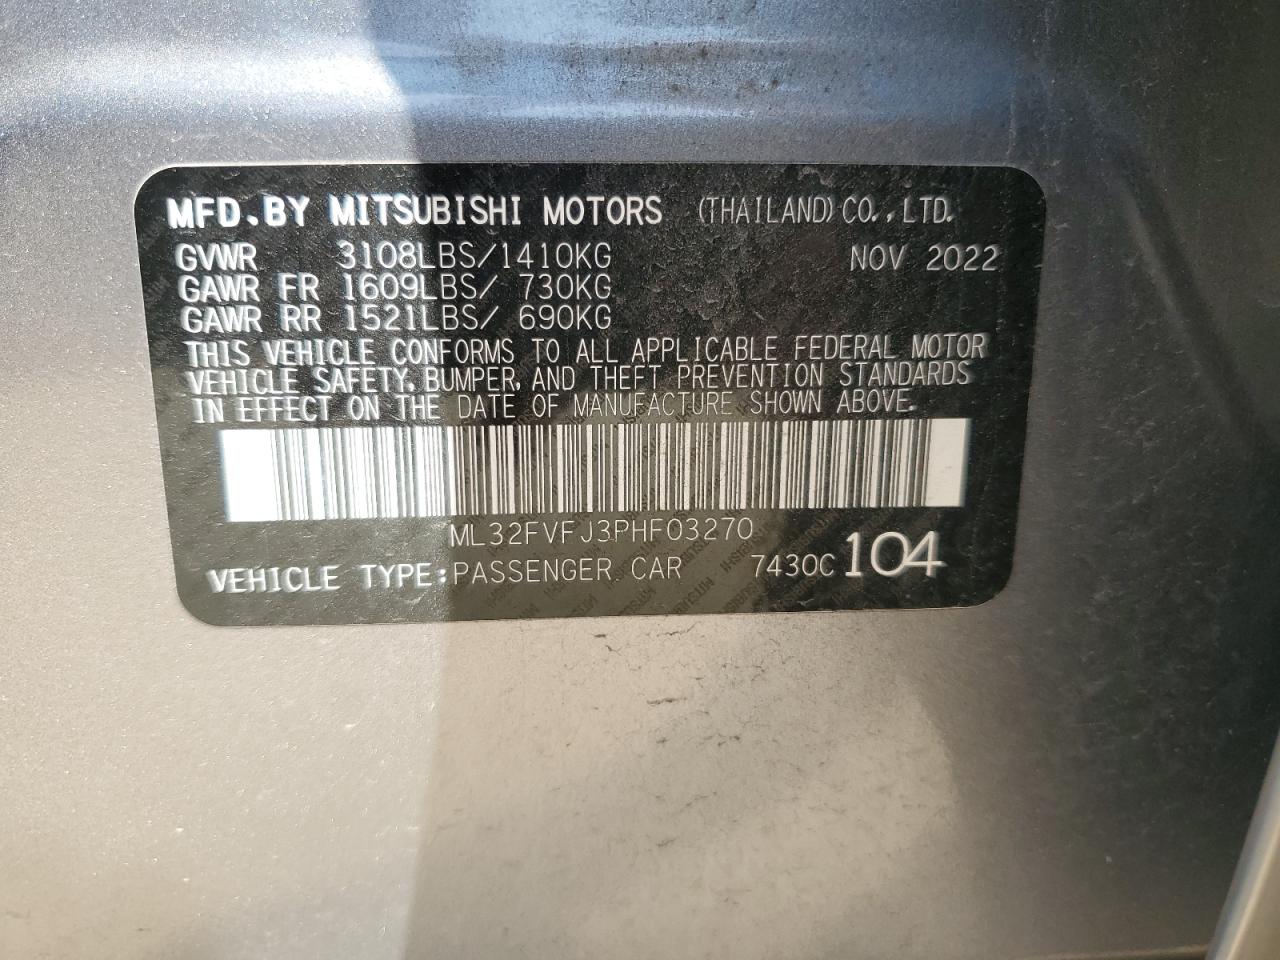 MFD.BY MITSUBISHI MOTORS (THAILAND) CO.,LTD.
GVWR 3108LBS/1410KG NOV 2022
GAWR FR 1609LBS/ 730KG
GAWR RR 1521LBS/ 690KG
THIS VEHICLE CONFORMS TO ALL APPLICABLE FEDERAL MOTOR
VEHICLE SAFETY, BUMPER, AND THEFT PREVENTION STANDARDS
IN EFFECT ON THE DATE OF MANUFACTURE SHOWN ABOVE.
ML32FVFJ3PHF03270
VEHICLE TYPE:PASSENGER CAR 7430C 104